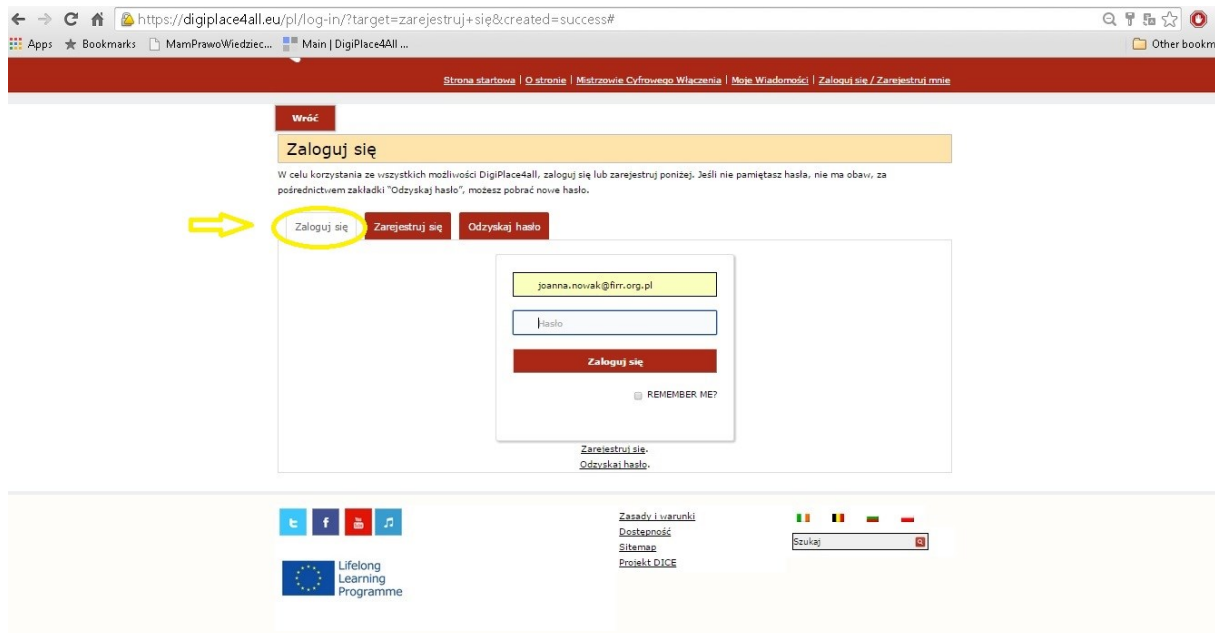 https://digiplace4all.eu/pl/log-in/?target=zarejestruj+się&created=success#
Apps Bookmarks MamPrawoWiedziec... Main | DigiPlace4All ... Other bookm
Strona startowa | O stronie | Mistrzowie Cyfrowego Włączenia | Moje Wiadomości | Zaloguj się / Zarejestruj mnie
Wróć
Zaloguj się
W celu korzystania ze wszystkich możliwości DigiPlace4all, zaloguj się lub zarejestruj poniżej. Jeśli nie pamiętasz hasła, nie ma obaw, za
pośrednictwem zakładki "Odzyskaj hasło", możesz pobrać nowe hasło.
Zaloguj się Zarejestruj się Odzyskaj hasło
joanna.nowak@firr.org.pl
Hasło
Zaloguj się
REMEMBER ME?
Zarejestruj się.
Odzyskaj hasło.
Zasady i warunki
Dostępność
Szukaj
Sitemap
Projekt DICE
Lifelong
Learning
Programme